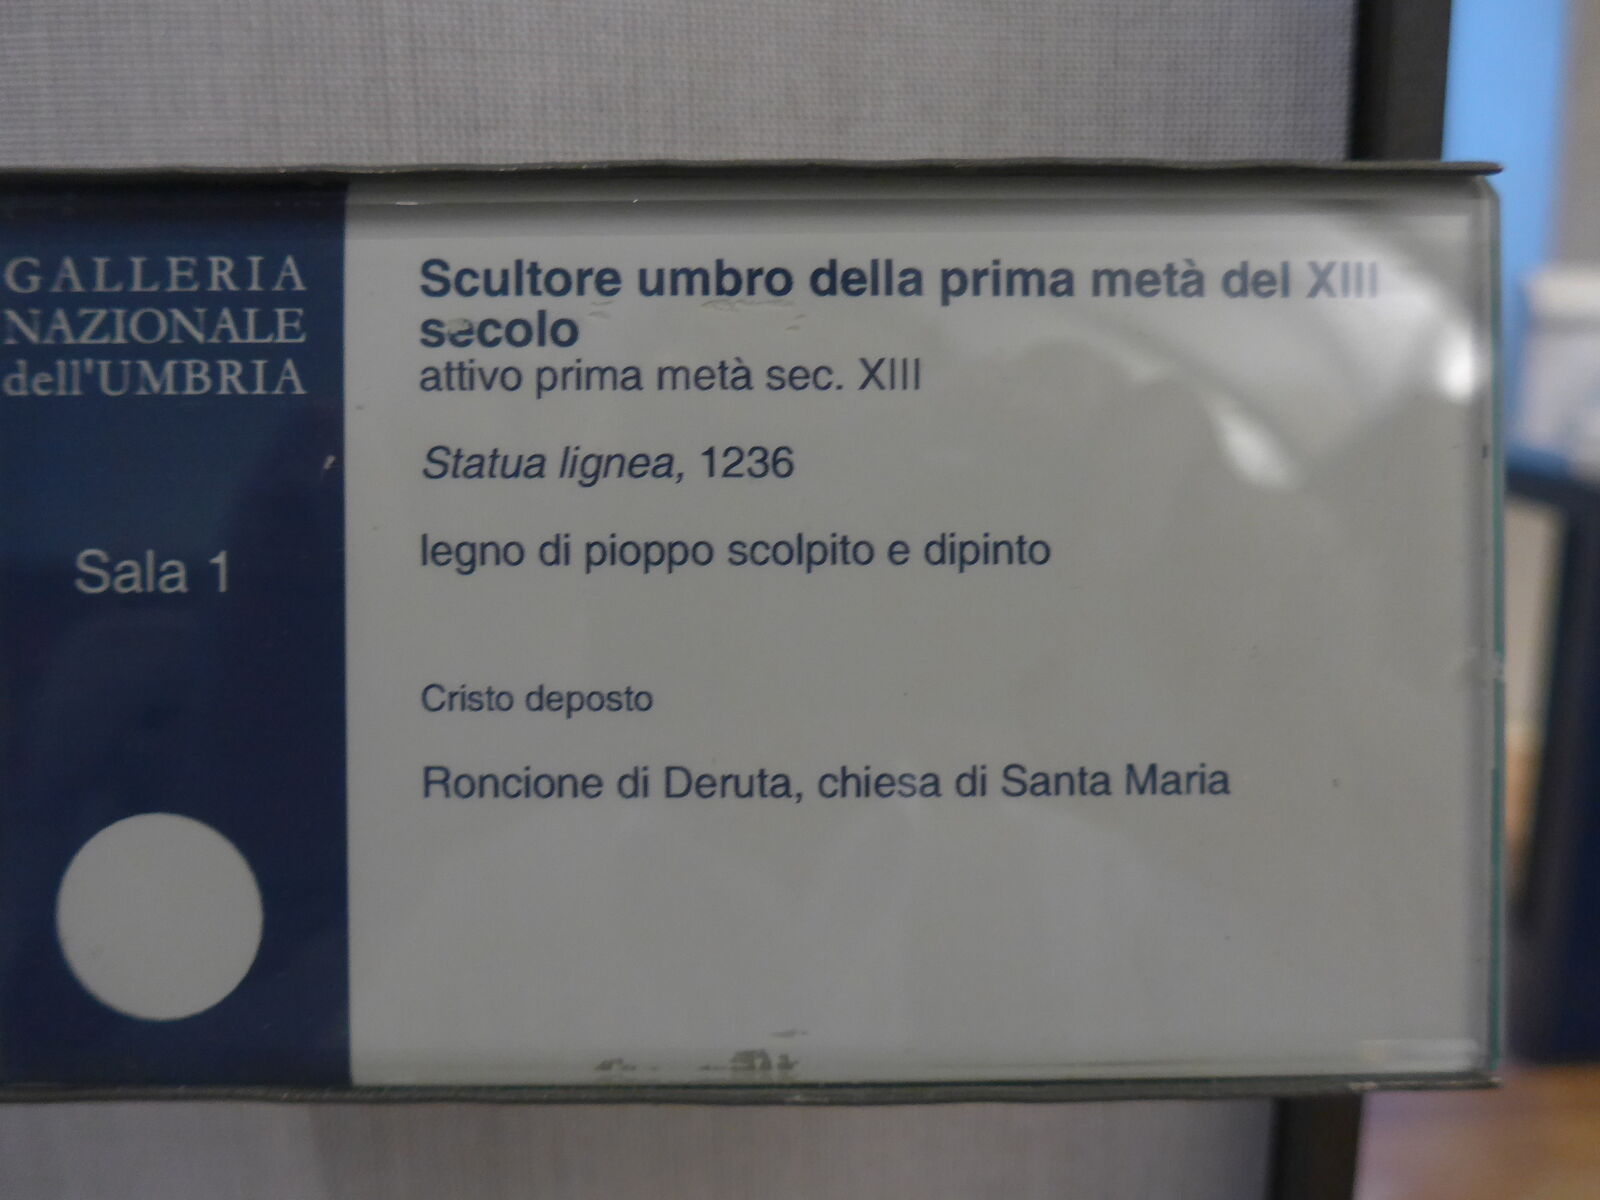 GALLERIA
NAZIONALE
dell'UMBRIA
Sala 1
Scultore umbro della prima metà del XIII
secolo
attivo prima metà sec. XIII
Statua lignea, 1236
legno di pioppo scolpito e dipinto
Cristo deposto
Roncione di Deruta, chiesa di Santa Maria